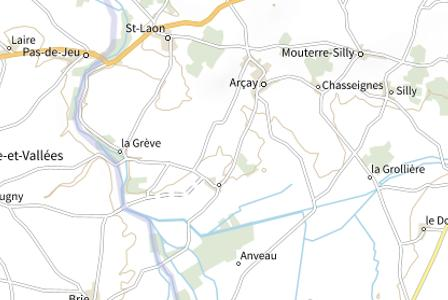 St-Laon
Laire
Pas-de-Jeu
Mouterre-Silly
Arçay
Chasseignes
Silly
la Grève
e-et-Vallées
la Grollière
ugny
le Do
Anveau
Brie